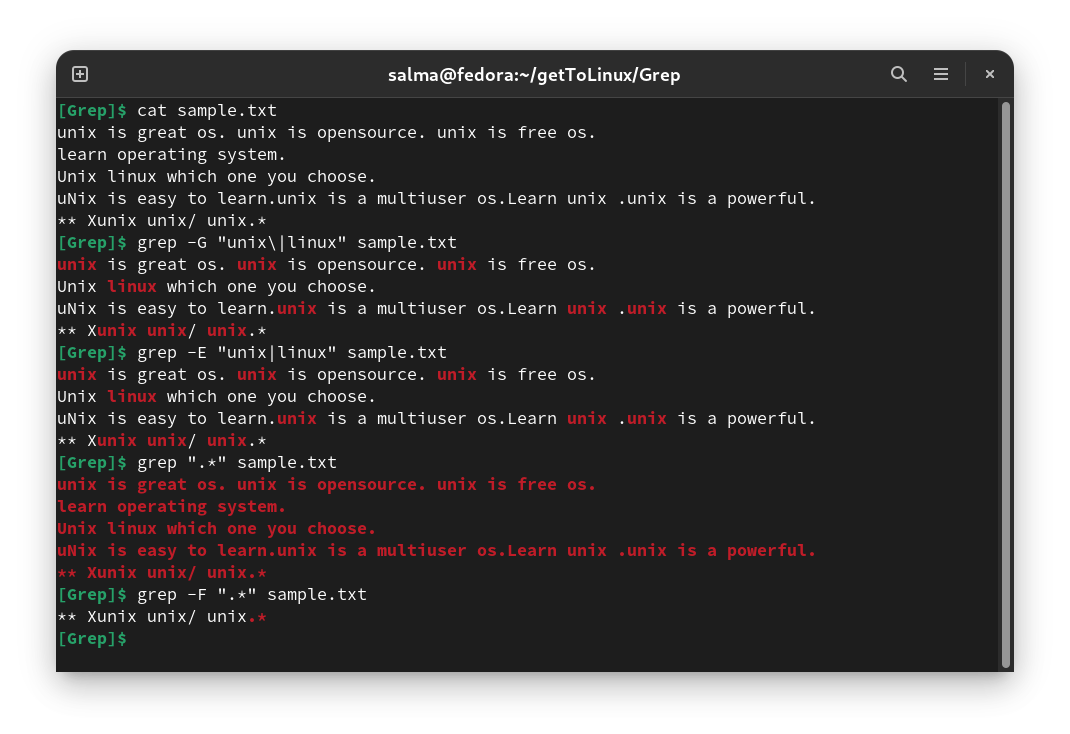 salma@fedora:~/getToLinux/Grep
[Grep]$ cat sample.txt
unix is great os. unix is opensource. unix is free os.
learn operating system.
Unix linux which one you choose.
uNix is easy to learn.unix is a multiuser os.Learn unix .unix is a powerful.
** Xunix unix/ unix.*
[Grep]$ grep -G "unix\|linux" sample.txt
unix is great os. unix is opensource. unix is free os.
Unix linux which one you choose.
uNix is easy to learn.unix is a multiuser os.Learn unix .unix is a powerful.
** Xunix unix/ unix.*
[Grep]$ grep -E "unix|linux" sample.txt
unix is great os. unix is opensource. unix is free os.
Unix linux which one you choose.
uNix is easy to learn.unix is a multiuser os.Learn unix .unix is a powerful.
** Xunix unix/ unix.*
[Grep]$ grep ".*" sample.txt
unix is great os. unix is opensource. unix is free os.
learn operating system.
Unix linux which one you choose.
uNix is easy to learn.unix is a multiuser os.Learn unix .unix is a powerful.
** Xunix unix/ unix.*
[Grep]$ grep -F ".*" sample.txt
** Xunix unix/ unix.*
[Grep]$